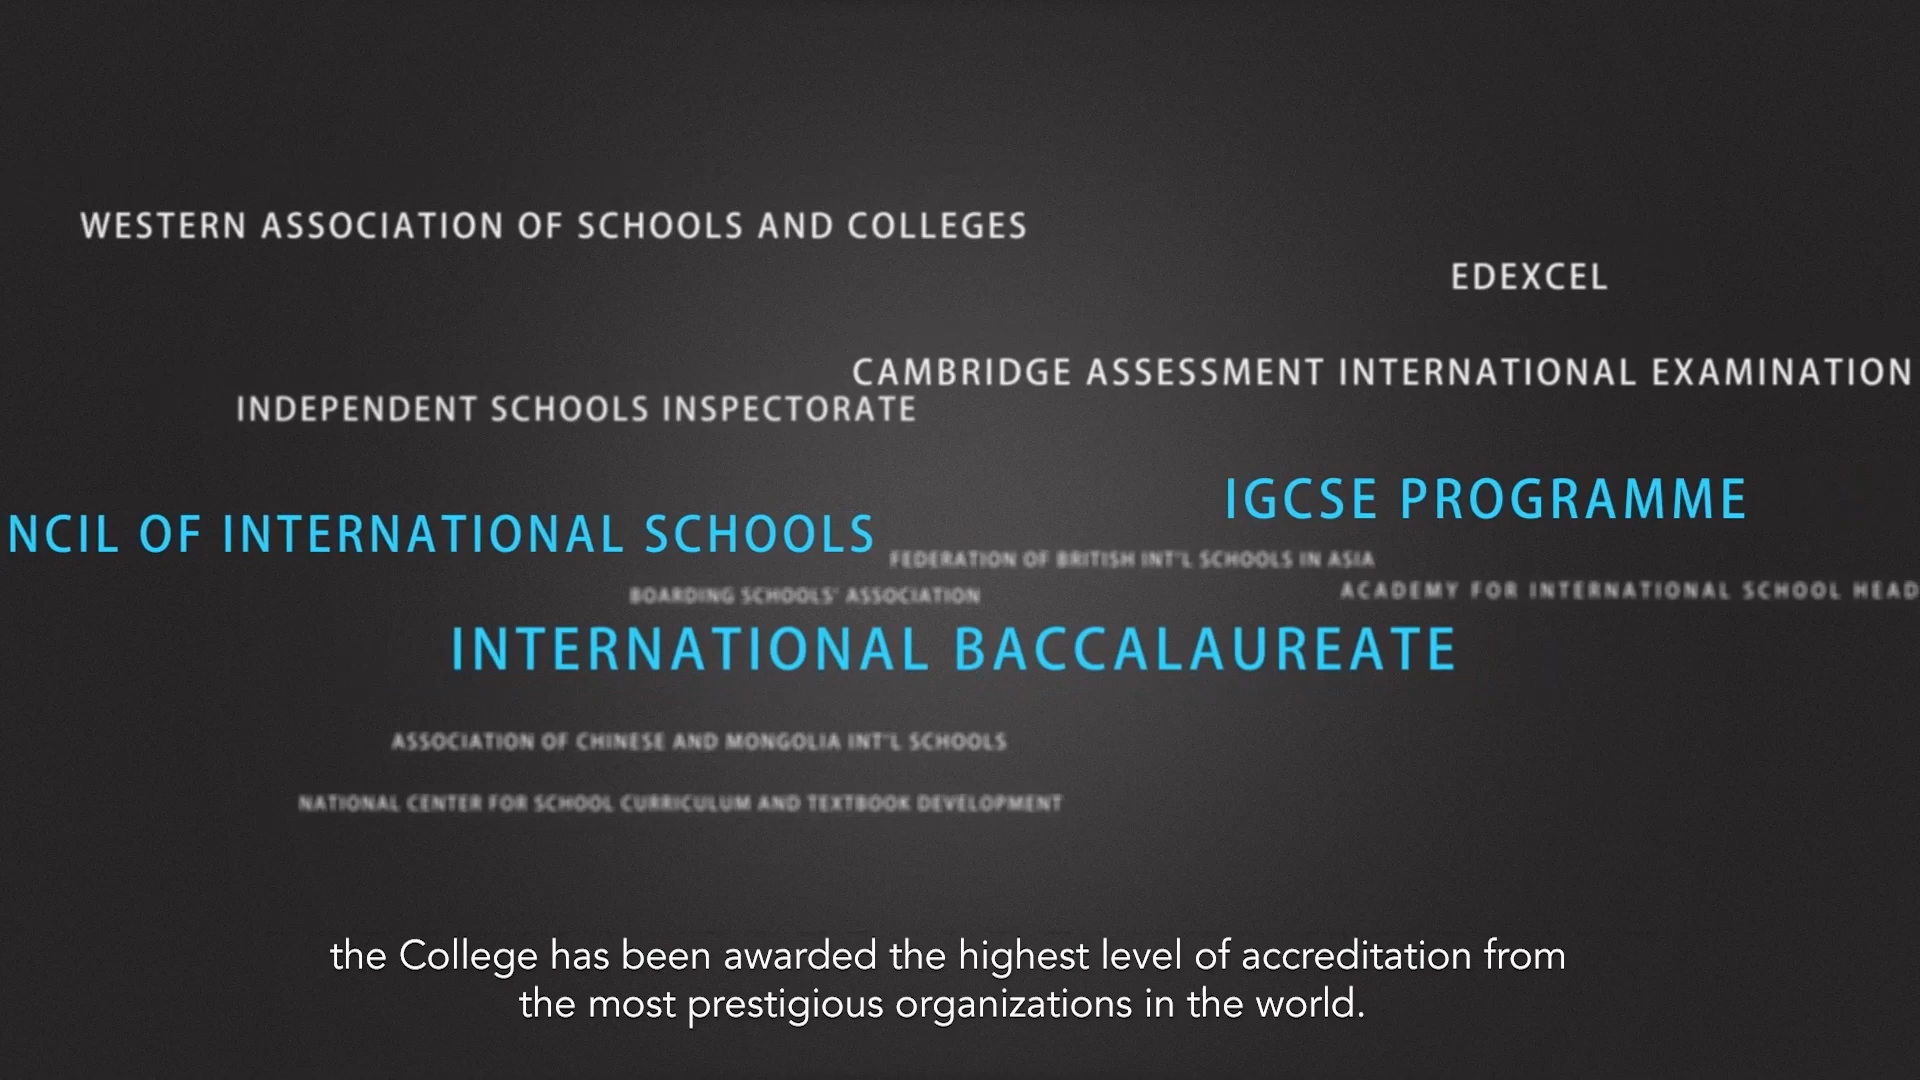 WESTERN ASSOCIATION OF SCHOOLS AND COLLEGES
EDEXCEL
CAMBRIDGE ASSESSMENT INTERNATIONAL EXAMINATION
INDEPENDENT SCHOOLS INSPECTORATE
IGCSE PROGRAMME
NCIL OF INTERNATIONAL SCHOOLS
FEDERATION OF BRITISH INT'L SCHOOLS IN ASIA
ACADEMY FOR INTERNATIONAL SCHOOL HEAD
BOARDING SCHOOLS' ASSOCIATION
INTERNATIONAL BACCALAUREATE
ASSOCIATION OF CHINESE AND MONGOLIA INT'L SCHOOLS
NATIONAL CENTER FOR SCHOOL CURRICULUM AND TEXTBOOK DEVELOPMENT
the College has been awarded the highest level of accreditation from
the most prestigious organizations in the world.